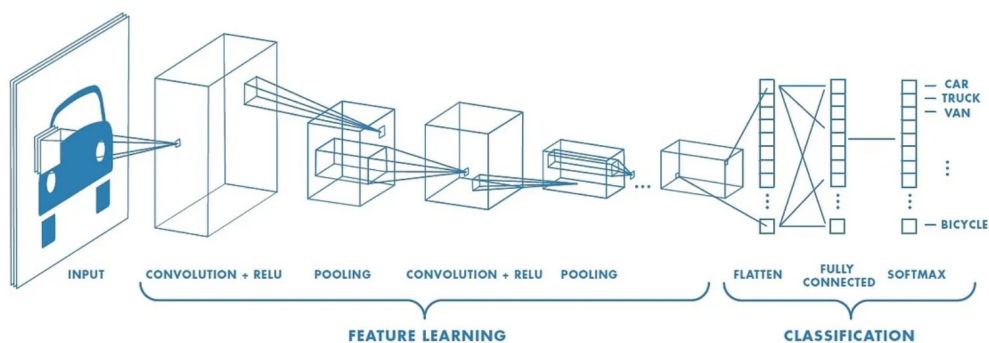 CAR
TRUCK
VAN
BICYCLE
INPUT
CONVOLUTION + RELU
POOLING
CONVOLUTION + RELU
POOLING
FLATTEN
FULLY
CONNECTED
SOFTMAX
FEATURE LEARNING
CLASSIFICATION